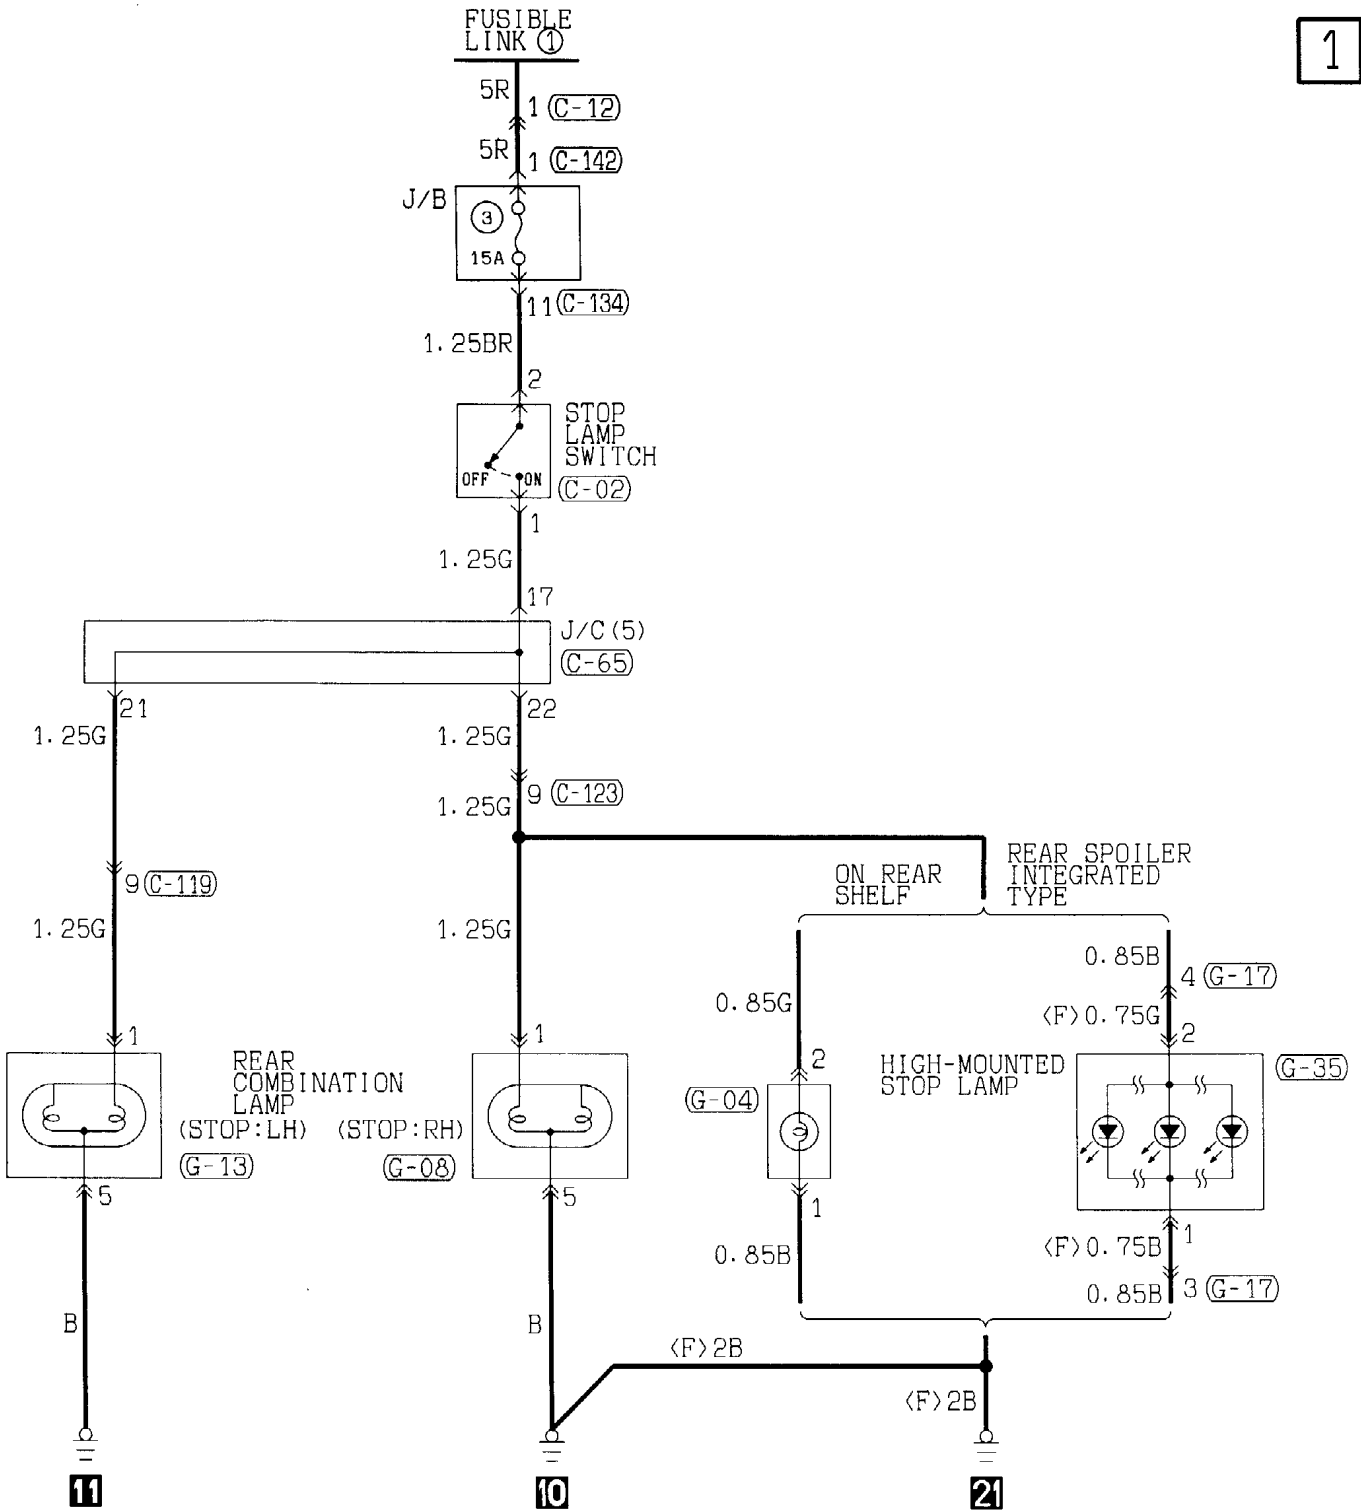 FUSIBLE
LINK ①
1
5R
1 (C-12)
5R
1 (C-142)
J/B
3
15A
11 (C-134)
1.25BR
2
STOP
LAMP
SWITCH
OFF ON
(C-02)
1
1.25G
17
J/C(5)
(C-65)
21
22
1.25G
1.25G
9 (C-123)
1.25G
REAR SPOILER
INTEGRATED
TYPE
ON REAR
SHELF
9 (C-119)
1.25G
1.25G
0.85B
4 (G-17)
0.85G
<F>0.75G
1
1
2
2
REAR
COMBINATION
LAMP
(STOP:LH)
(G-13)
(STOP:RH)
(G-08)
HIGH-MOUNTED
STOP LAMP
(G-35)
(G-04)
5
5
1
1
0.85B
<F>0.75B
3 (G-17)
0.85B
B
B
<F>2B
<F>2B
11
10
21